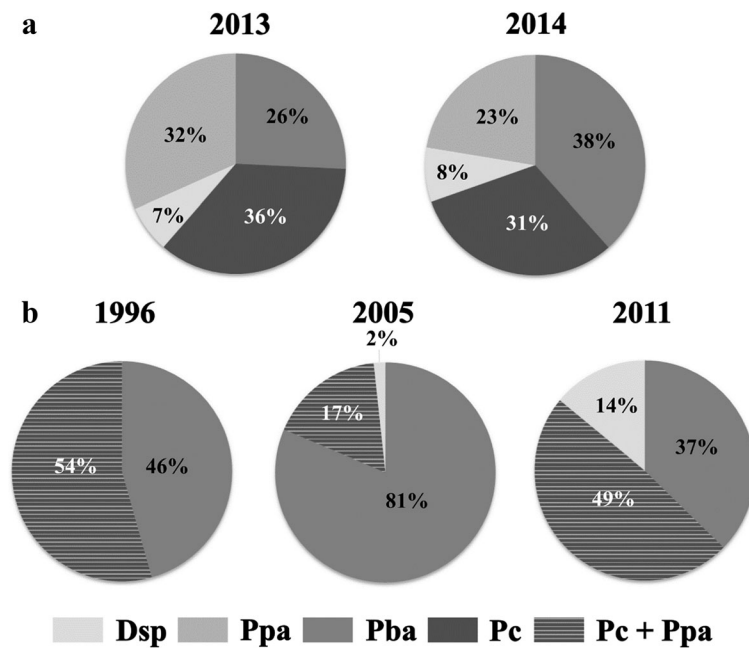 a 2013 2014
32% 26% 23% 38%
7% 36% 8% 31%
b 1996 2005 2011
2%
54% 46% 17% 81% 14% 37% 49%
Dsp Ppa Pba Pc Pc + Ppa